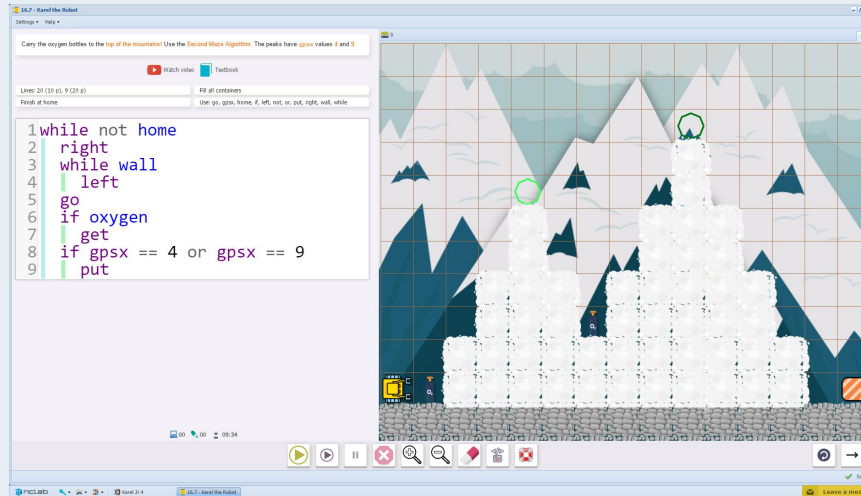 16.7 - Karel the Robot
Settings Help
Carry the oxygen bottles to the top of the mountains! Use the Second Maze Algorithm. The peaks have gpsx values 4 and 9.
Watch video Textbook
Lines: 20 (10 p), 9 (20 p) Fill all containers
Finish at home Use: go, gpsx, home, if, left, not, or, put, right, wall, while
1 while not home
2 right
3 while wall
4 left
5 go
6 if oxygen
7 get
8 if gpsx == 4 or gpsx == 9
9 put
0
00 00 09:34
nclab Karel Jr 4 16.7 - Karel the Robot Leave a mes